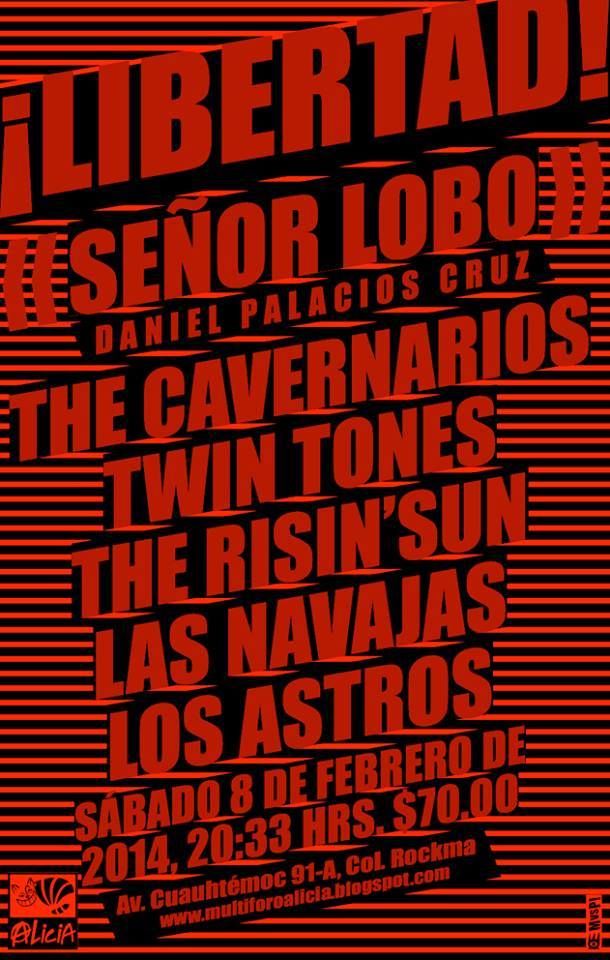 ¡LIBERTAD!
SEÑOR LOBO
DANIEL PALACIOS CRUZ
THE CAVERNARIOS
TWIN TONES
THE RISIN'SUN
LAS NAVAJAS
LOS ASTROS
SÁBADO 8 DE FEBRERO DE
2014, 20:33 HRS. $70.00
Av. Cuauhtémoc 91-A, Col. Rockma
www.multiforoalicia.blogspot.com
ALiciA